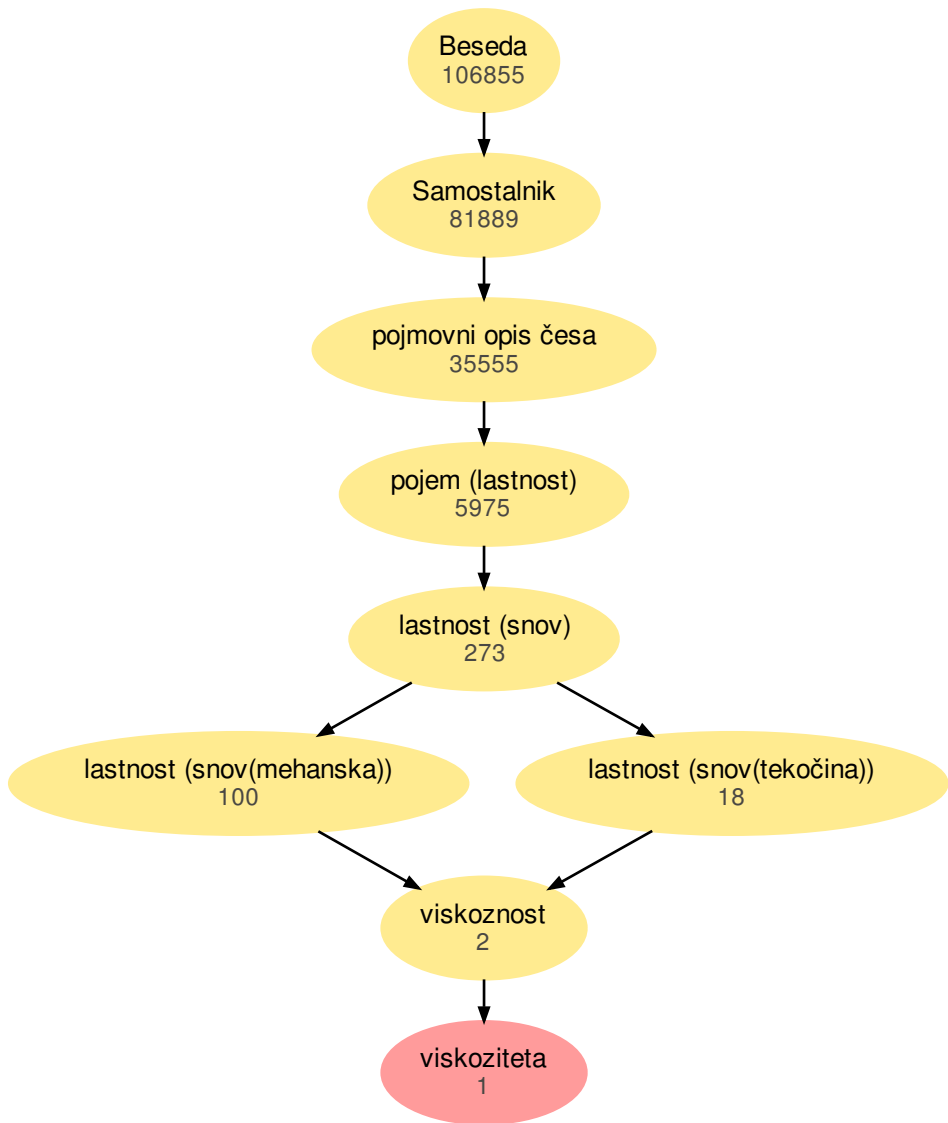 Beseda
106855
Samostalnik
81889
pojmovni opis česa
35555
pojem (lastnost)
5975
lastnost (snov)
273
lastnost (snov(mehanska))
100
lastnost (snov(tekočina))
18
viskoznost
2
viskoziteta
1